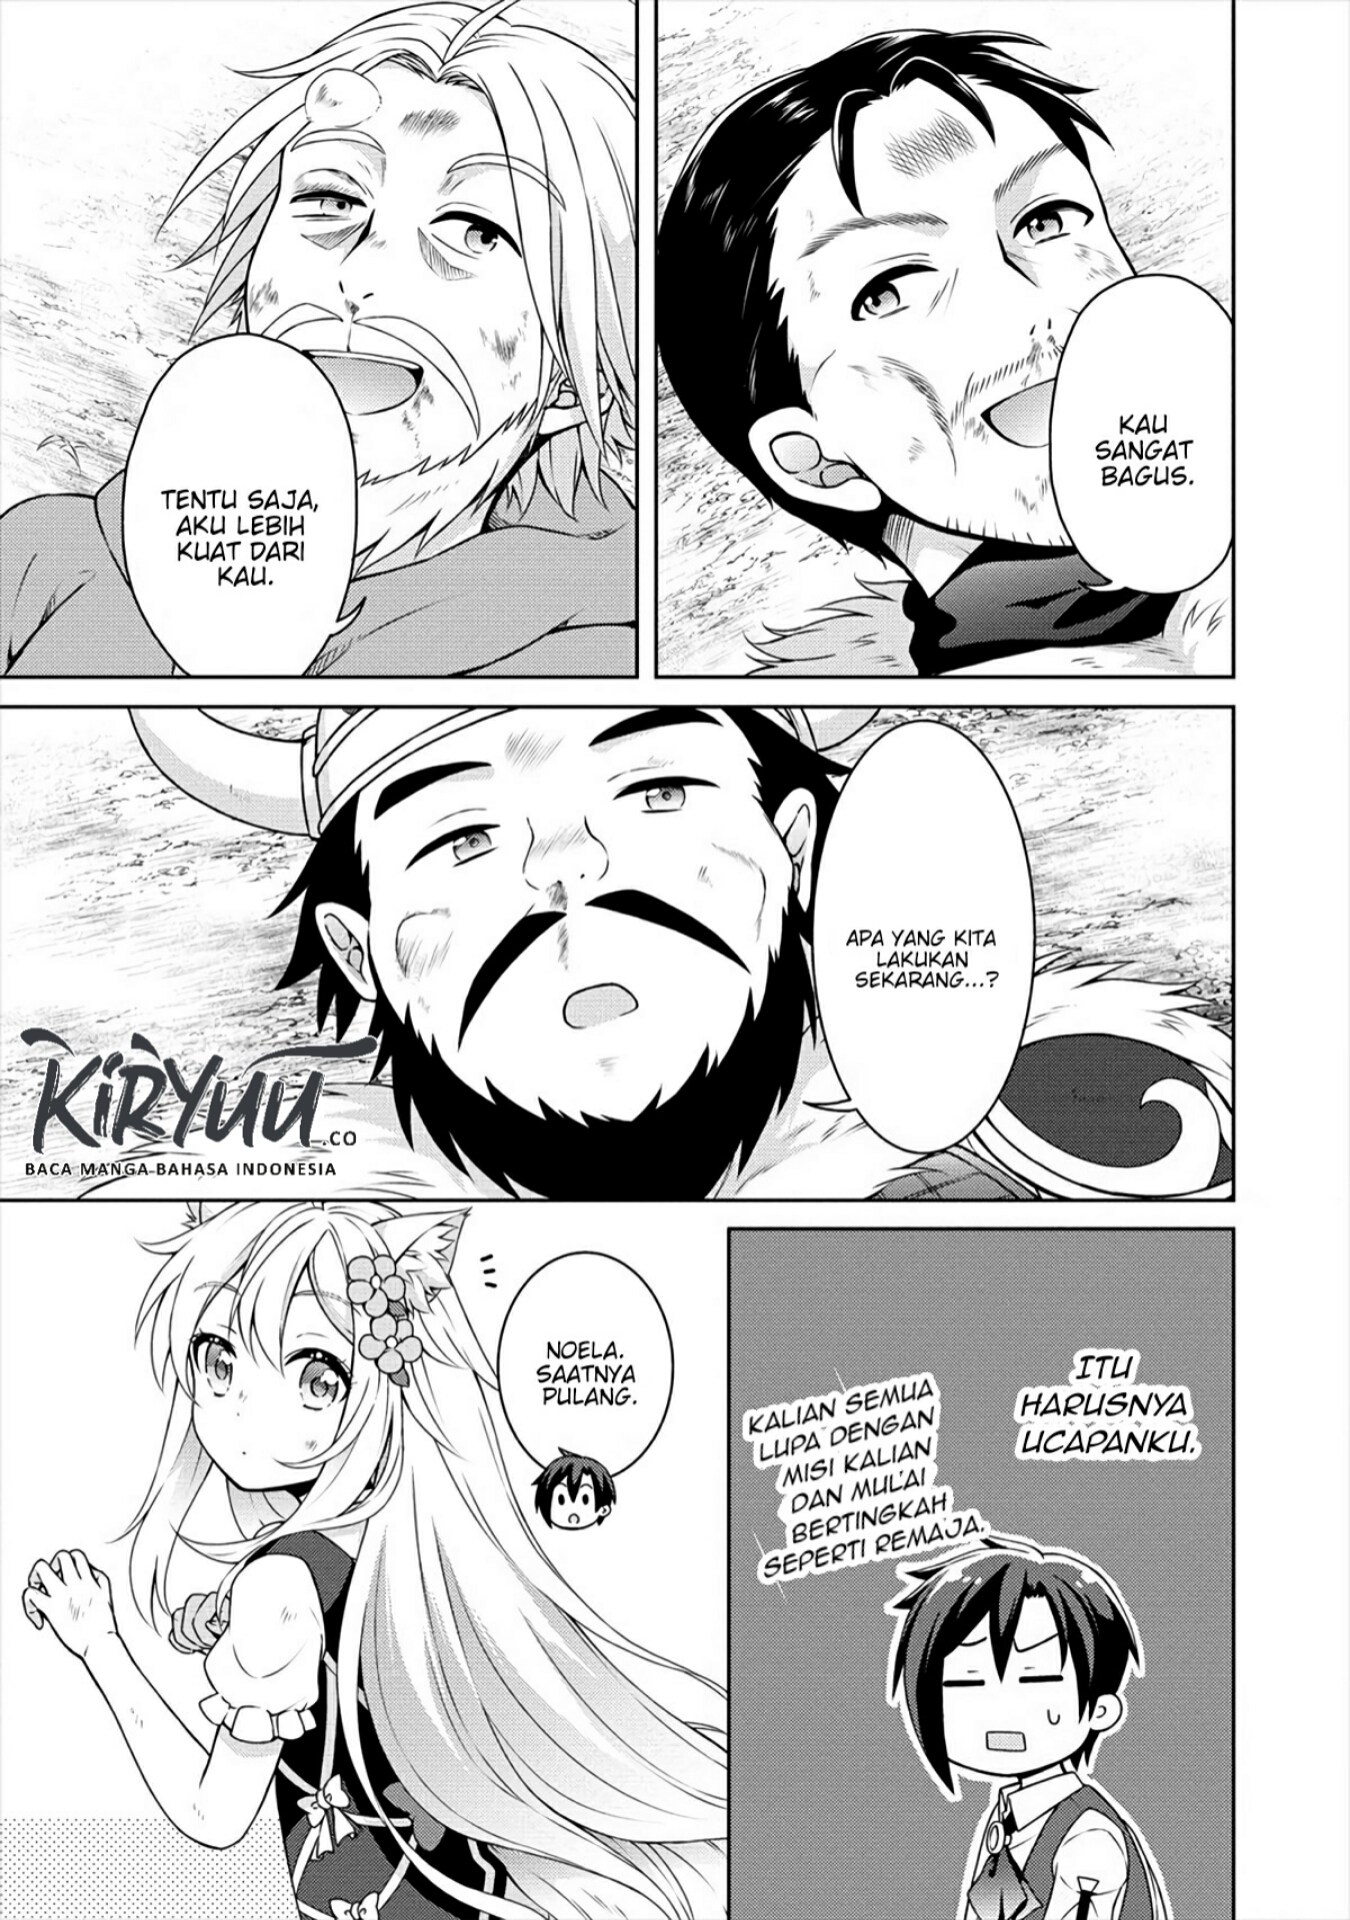 KAU
SANGAT
BAGUS.
TENTU SAJA,
AKU LEBIH
KUAT DARI
KAU.
APA YANG KITA
LAKUKAN
SEKARANG...?
KIRYUU.CO
BACA MANGA BAHASA INDONESIA
ITU
HARUSNYA
UCAPANKU.
KALIAN SEMUA
LUPA DENGAN
MISI KALIAN
DAN MULAI
BERTINGKAH
SEPERTI REMAJA.
NOELA.
SAATNYA
PULANG.